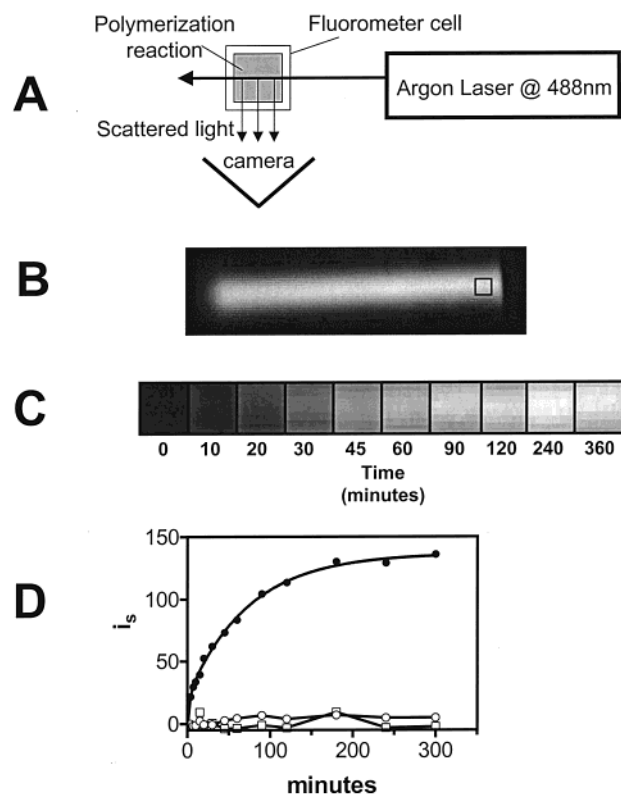 A
Polymerization
reaction
Fluorometer cell
Argon Laser @ 488nm
Scattered light
camera
B
C
0 10 20 30 45 60 90 120 240 360
Time
(minutes)
D
150
100
50
0
i_s
0 100 200 300
minutes